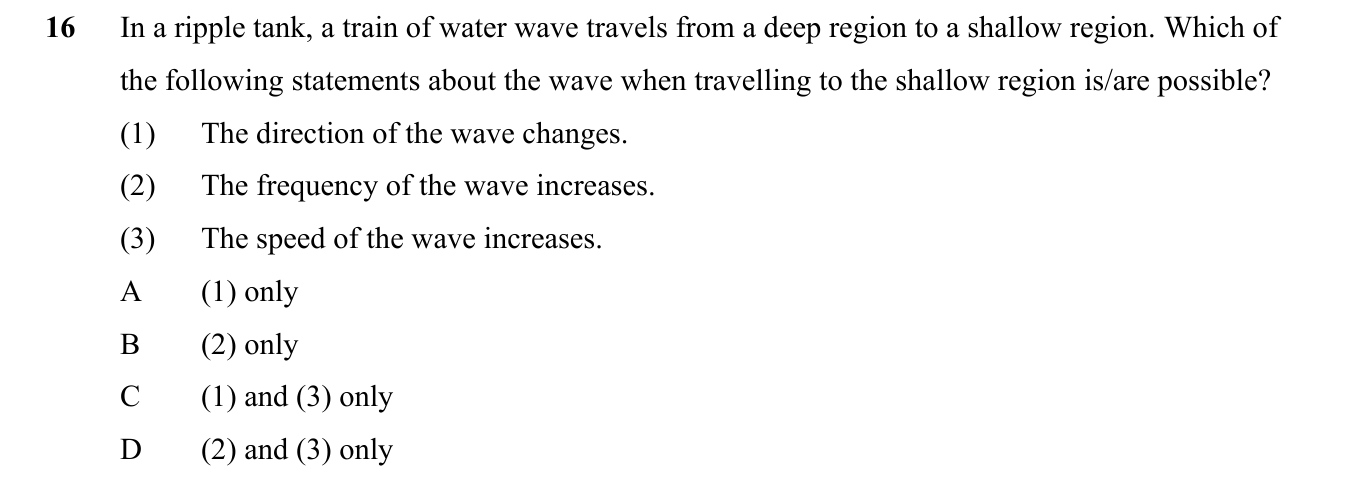 16 In a ripple tank, a train of water wave travels from a deep region to a shallow region. Which of
the following statements about the wave when travelling to the shallow region is/are possible?
(1) The direction of the wave changes.
(2) The frequency of the wave increases.
(3) The speed of the wave increases.
A (1) only
B (2) only
C (1) and (3) only
D (2) and (3) only